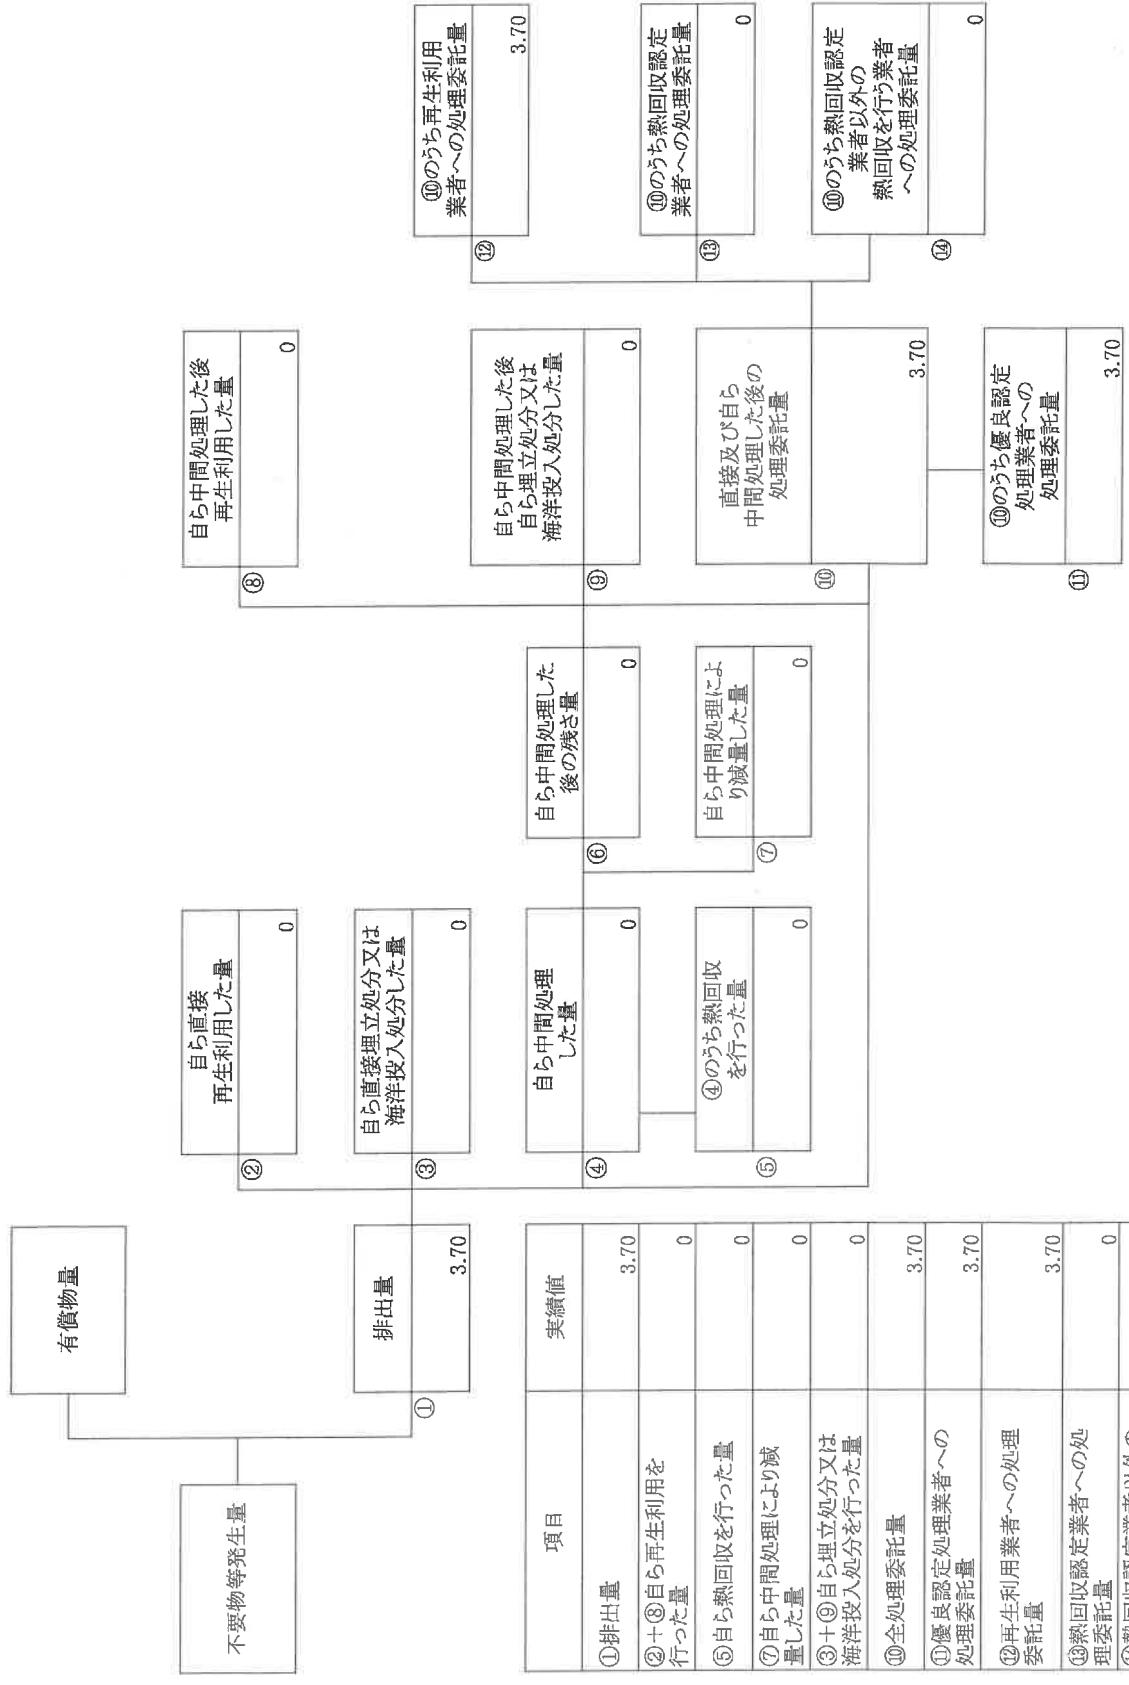 有償物量
不要物等発生量
排出量
①
3.70
自ら直接
再生利用した量
②
0
自ら直接埋立処分又は
海洋投入処分した量
③
0
自ら中間処理
した量
④
0
④のうち熱回収
を行った量
⑤
0
自ら中間処理した
後の残さ量
⑥
0
自ら中間処理によ
り減量した量
⑦
0
自ら中間処理した後
再生利用した量
⑧
0
自ら中間処理した後
自ら埋立処分又は
海洋投入処分した量
⑨
0
直接及び自ら
中間処理した後の
処理委託量
⑩
3.70
⑩のうち優良認定
処理業者への
処理委託量
⑪
3.70
⑩のうち再生利用
業者への処理委託量
⑫
3.70
⑩のうち熱回収認定
業者への処理委託量
⑬
0
⑩のうち熱回収認定
業者以外の
熱回収を行う業者
への処理委託量
⑭
0
項目 実績値
①排出量 3.70
②+⑧自ら再生利用を
行った量 0
⑤自ら熱回収を行った量 0
⑦自ら中間処理により減
量した量 0
③+⑨自ら埋立処分又は
海洋投入処分を行った量 0
⑩全処理委託量 3.70
⑪優良認定処理業者への
処理委託量 3.70
⑫再生利用業者への処理
委託量 3.70
⑬熱回収認定業者への処
理委託量 0